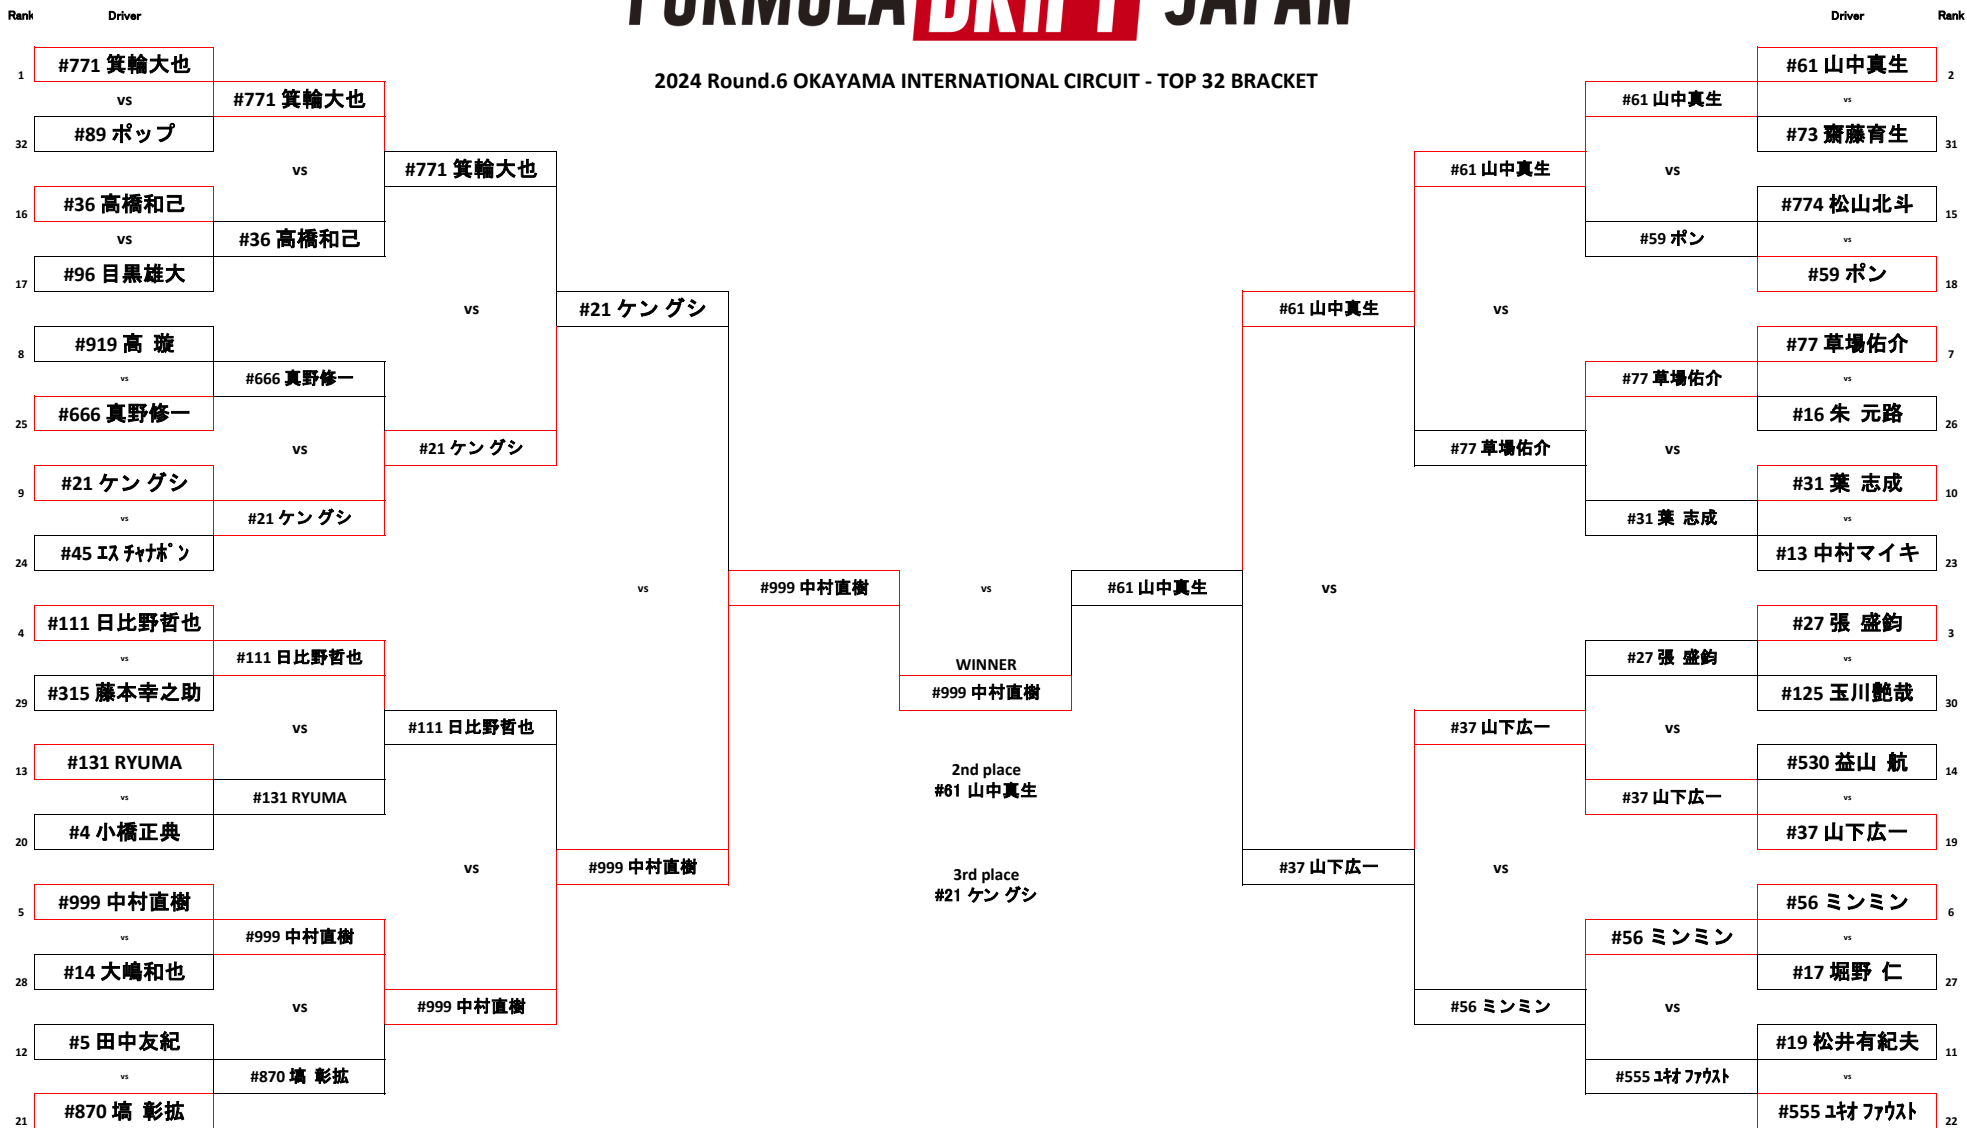 FORMULA DRIFT JAPAN
Rank Driver
Driver Rank
2024 Round.6 OKAYAMA INTERNATIONAL CIRCUIT - TOP 32 BRACKET
1 #771 箕輪大也
vs
32 #89 ポップ
16 #36 高橋和己
vs
17 #96 目黒雄大
8 #919 高 璇
vs
25 #666 真野修一
9 #21 ケン グシ
vs
24 #45 エス チャナポン
4 #111 日比野哲也
vs
29 #315 藤本幸之助
13 #131 RYUMA
vs
20 #4 小橋正典
5 #999 中村直樹
vs
28 #14 大嶋和也
12 #5 田中友紀
vs
21 #870 塙 彰拡
#771 箕輪大也
vs
#36 高橋和己
#666 真野修一
vs
#21 ケン グシ
#111 日比野哲也
vs
#131 RYUMA
#999 中村直樹
vs
#870 塙 彰拡
#771 箕輪大也
vs
#21 ケン グシ
#111 日比野哲也
vs
#999 中村直樹
#21 ケン グシ
vs
#999 中村直樹
#999 中村直樹
vs
#61 山中真生
WINNER
#999 中村直樹
2nd place
#61 山中真生
3rd place
#21 ケン グシ
#61 山中真生
vs
#37 山下広一
#61 山中真生
vs
#77 草場佑介
#37 山下広一
vs
#56 ミンミン
#61 山中真生
vs
#59 ポン
#77 草場佑介
vs
#31 葉 志成
#27 張 盛鈞
vs
#37 山下広一
#56 ミンミン
vs
#555 ユキオ ファウスト
#61 山中真生 2
vs
#73 齋藤育生 31
#774 松山北斗 15
vs
#59 ポン 18
#77 草場佑介 7
vs
#16 朱 元路 26
#31 葉 志成 10
vs
#13 中村マイキ 23
#27 張 盛鈞 3
vs
#125 玉川艶哉 30
#530 益山 航 14
vs
#37 山下広一 19
#56 ミンミン 6
vs
#17 堀野 仁 27
#19 松井有紀夫 11
vs
#555 ユキオ ファウスト 22